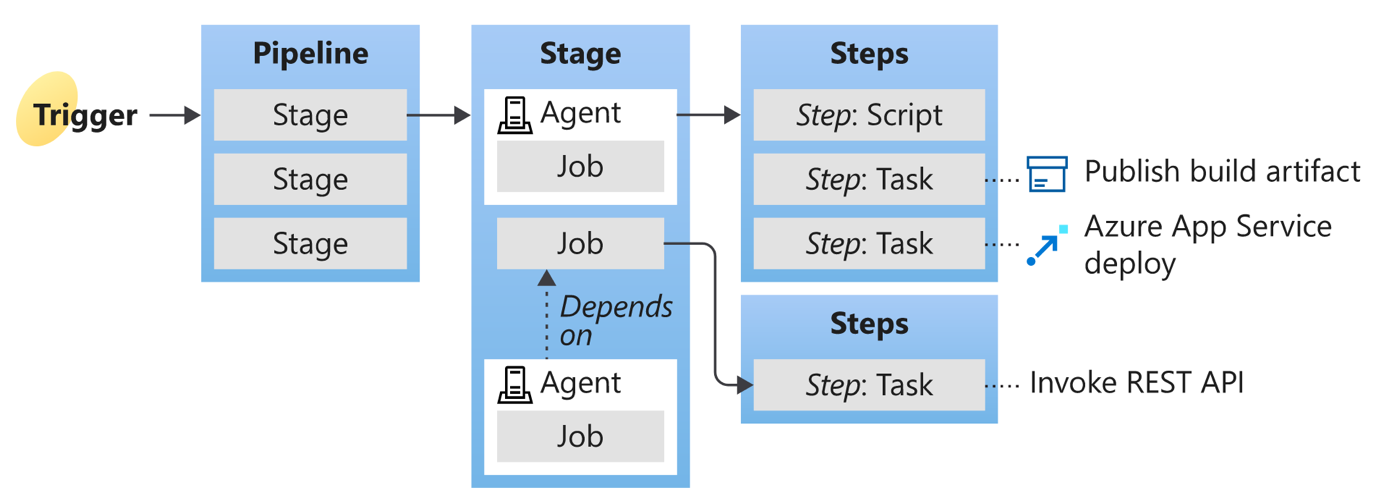 Trigger
Pipeline
Stage
Stage
Stage
Stage
Agent
Job
Job
Depends
on
Agent
Job
Steps
Step: Script
Step: Task
Publish build artifact
Step: Task
Azure App Service
deploy
Steps
Step: Task
Invoke REST API